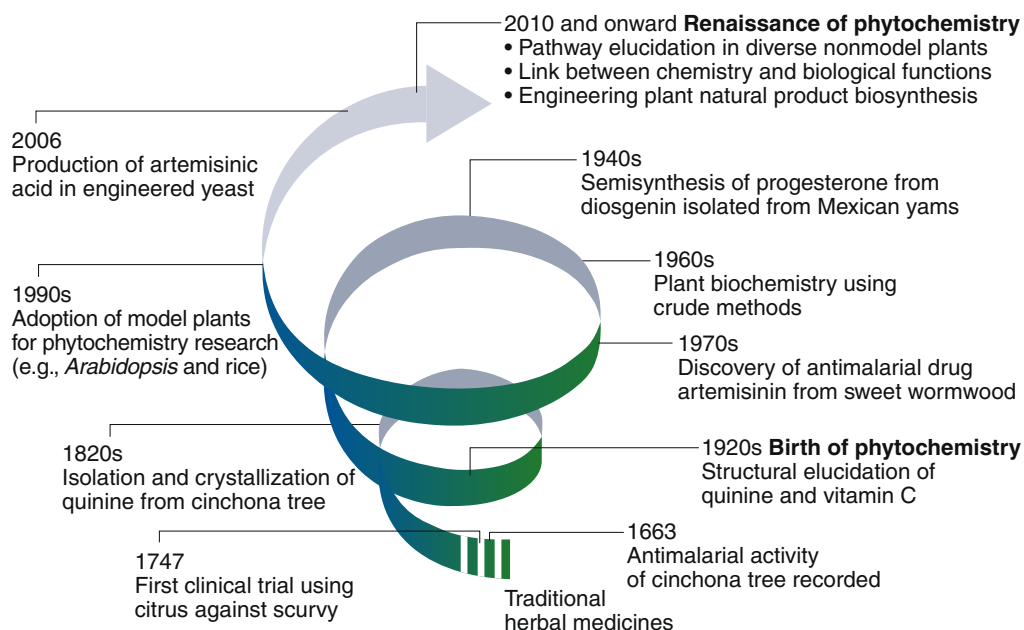 2010 and onward Renaissance of phytochemistry
• Pathway elucidation in diverse nonmodel plants
• Link between chemistry and biological functions
• Engineering plant natural product biosynthesis
2006
Production of artemisinic
acid in engineered yeast
1940s
Semisynthesis of progesterone from
diosgenin isolated from Mexican yams
1960s
Plant biochemistry using
crude methods
1990s
Adoption of model plants
for phytochemistry research
(e.g., Arabidopsis and rice)
1970s
Discovery of antimalarial drug
artemisinin from sweet wormwood
1820s
Isolation and crystallization of
quinine from cinchona tree
1920s Birth of phytochemistry
Structural elucidation of
quinine and vitamin C
1747
First clinical trial using
citrus against scurvy
1663
Antimalarial activity
of cinchona tree recorded
Traditional
herbal medicines